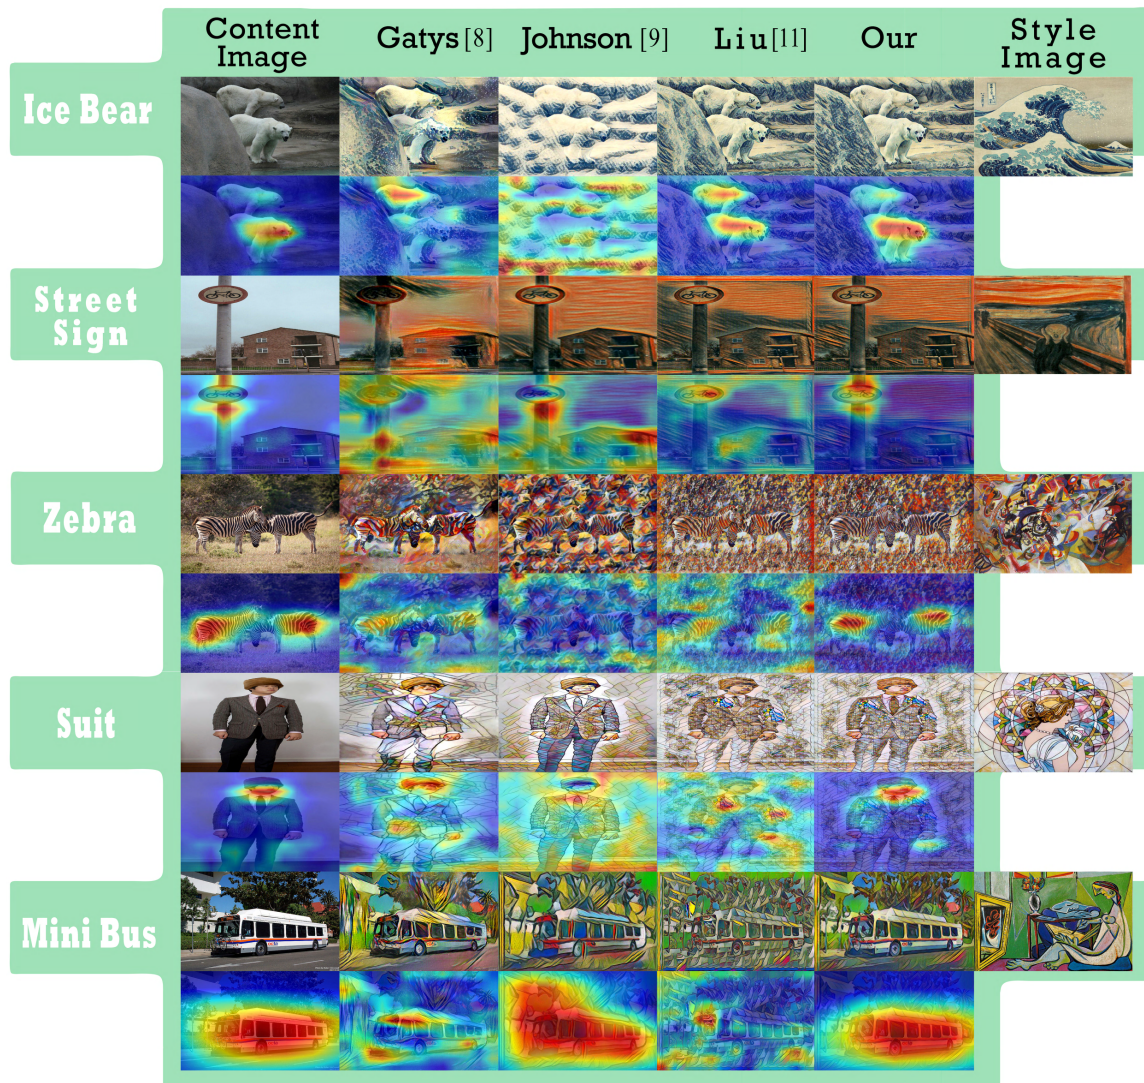 Content
Image
Gatys [8]
Johnson [9]
Liu [11]
Our
Style
Image
Ice Bear
Street
Sign
Zebra
Suit
Mini Bus